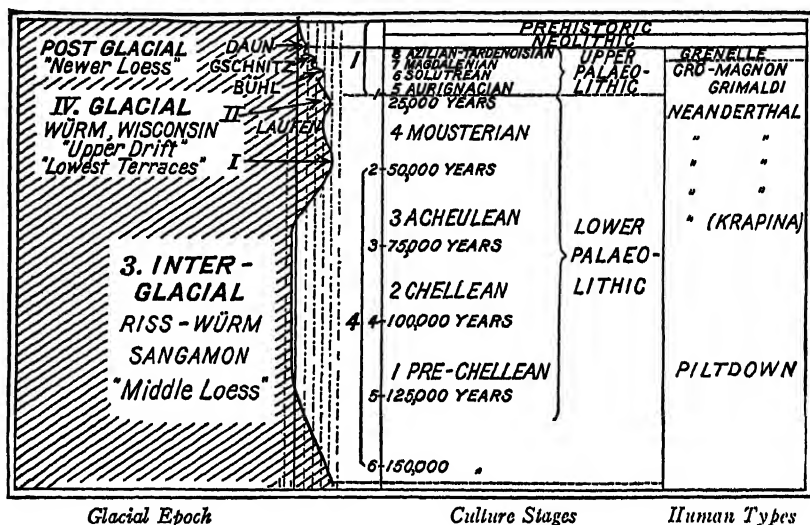 PREHISTORIC
NEOLITHIC
POST GLACIAL
"Newer Loess"
DAUN
GSCHNITZ
BÜHL
IV. GLACIAL
WÜRM, WISCONSIN
"Upper Drift"
"Lowest Terraces"
II
LAUFEN
I
3. INTER-
GLACIAL
RISS-WÜRM
SANGAMON
"Middle Loess"
1
4
8 AZILIAN-TARDENOISIAN
7 MAGDALENIAN
6 SOLUTREAN
5 AURIGNACIAN
1 25,000 YEARS
4 MOUSTERIAN
2-50,000 YEARS
3 ACHEULEAN
3-75,000 YEARS
2 CHELLEAN
4-100,000 YEARS
1 PRE-CHELLEAN
5-125,000 YEARS
6-150,000 "
UPPER
PALAEO-
LITHIC
LOWER
PALAEO-
LITHIC
GRENELLE
CRÔ-MAGNON
GRIMALDI
NEANDERTHAL
" "
" "
" "
" (KRAPINA)
PILTDOWN
Glacial Epoch
Culture Stages
Human Types